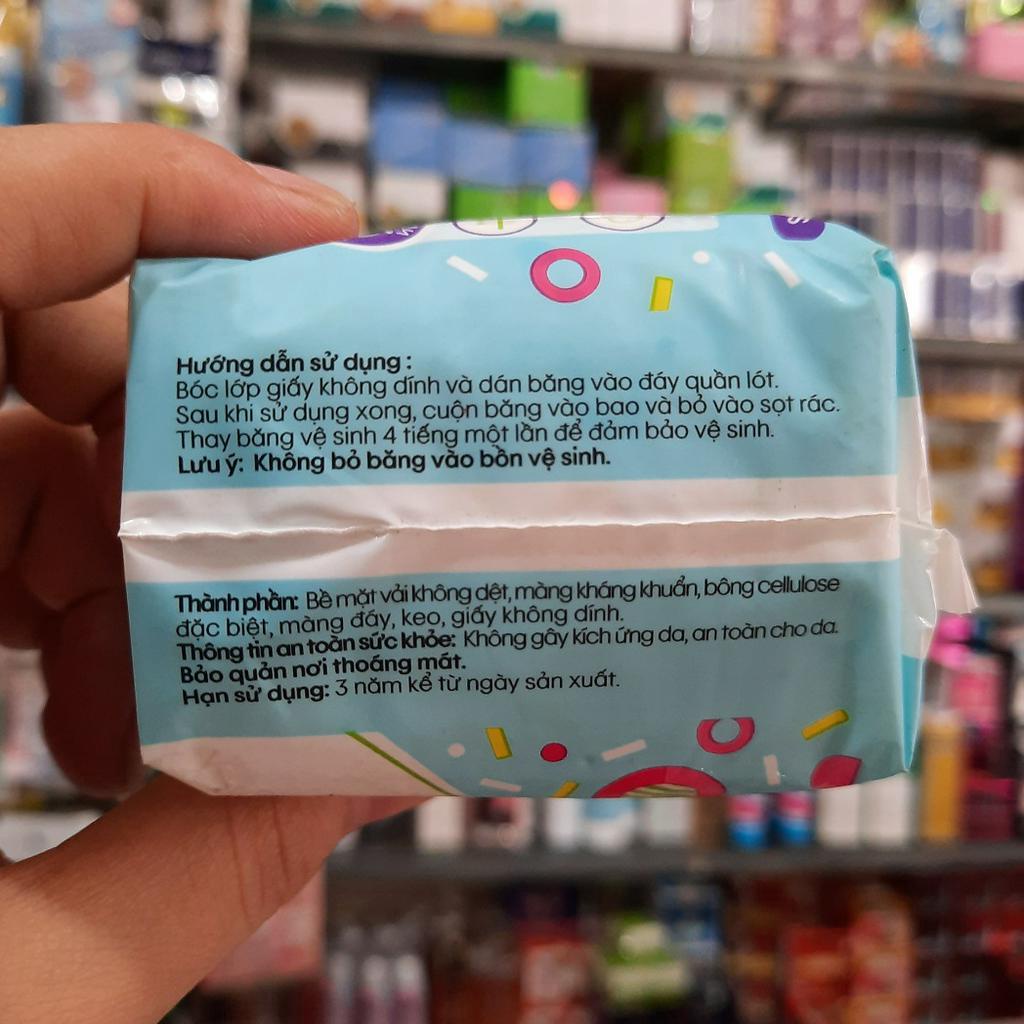 Hướng dẫn sử dụng :
Bóc lớp giấy không dính và dán băng vào đáy quần lót.
Sau khi sử dụng xong, cuộn băng vào bao và bỏ vào sọt rác.
Thay băng vệ sinh 4 tiếng một lần để đảm bảo vệ sinh.
Lưu ý: Không bỏ băng vào bồn vệ sinh.
Thành phần: Bề mặt vải không dệt, màng kháng khuẩn, bông cellulose
đặc biệt, màng đáy, keo, giấy không dính.
Thông tin an toàn sức khỏe: Không gây kích ứng da, an toàn cho da.
Bảo quản nơi thoáng mát.
Hạn sử dụng: 3 năm kể từ ngày sản xuất.